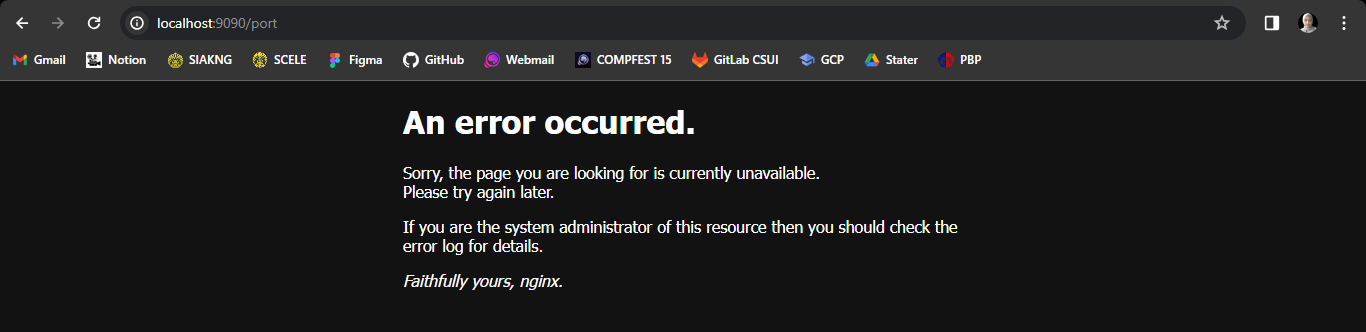 localhost:9090/port
Gmail Notion SIAKNG SCELE Figma GitHub Webmail COMPFEST 15 GitLab CSUI GCP Stater PBP
An error occurred.
Sorry, the page you are looking for is currently unavailable.
Please try again later.
If you are the system administrator of this resource then you should check the
error log for details.
Faithfully yours, nginx.